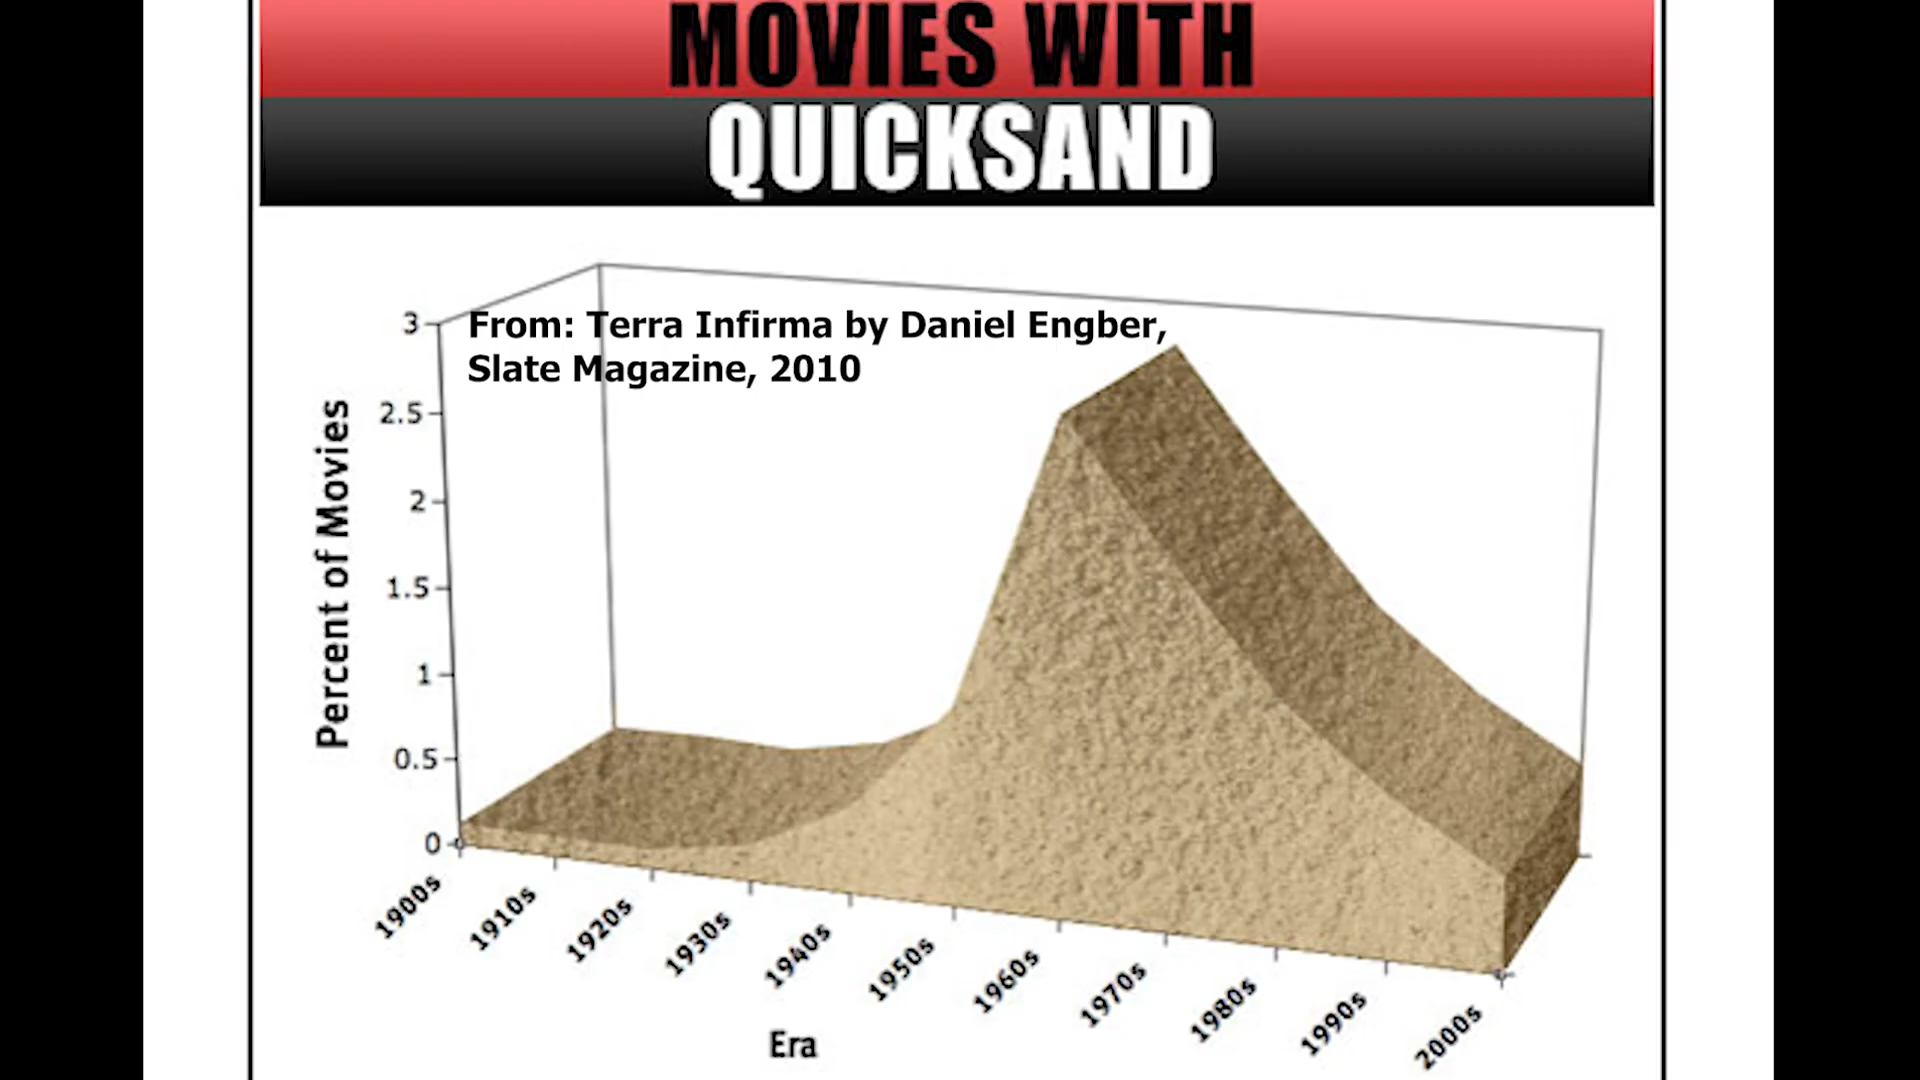 MOVIES WITH
QUICKSAND
From: Terra Infirma by Daniel Engber,
Slate Magazine, 2010
Percent of Movies
3
2.5
2
1.5
1
0.5
0
1900s
1910s
1920s
1930s
1940s
1950s
1960s
1970s
1980s
1990s
2000s
Era